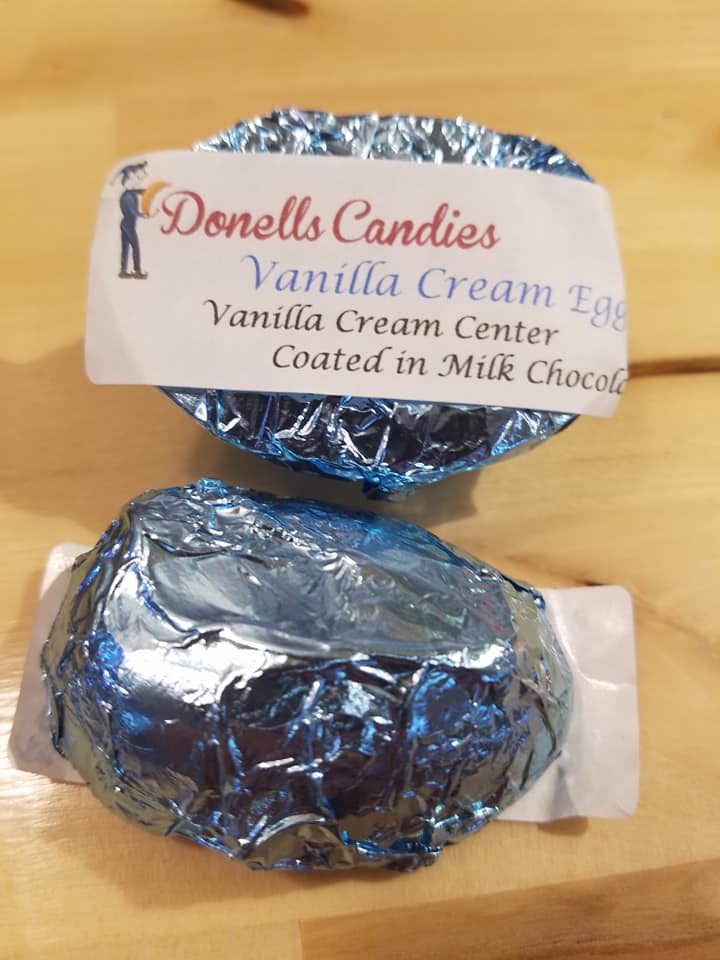 Donells Candies
Vanilla Cream Egg
Vanilla Cream Center
Coated in Milk Chocola